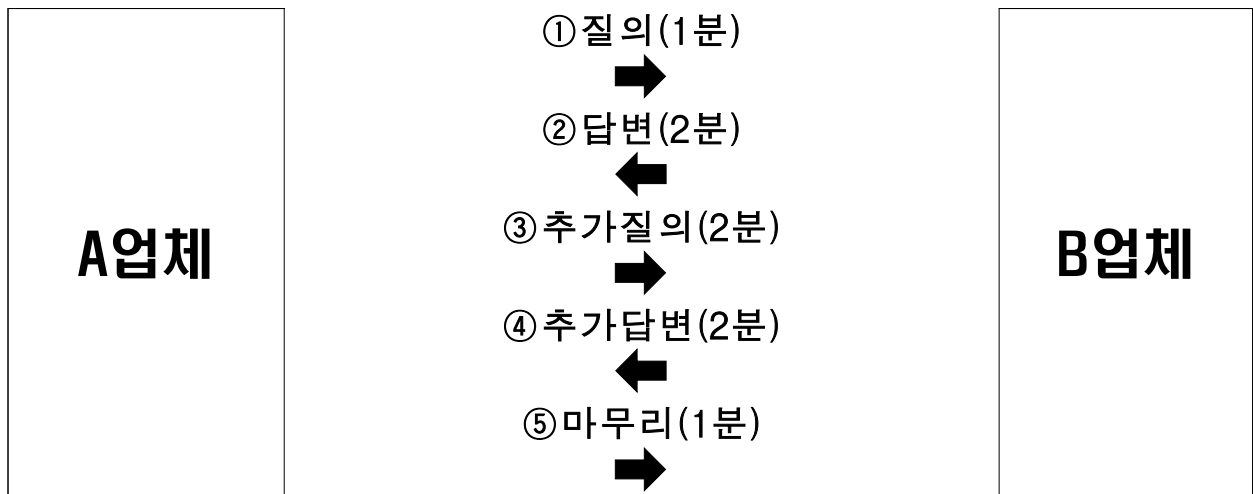 ①질의(1분)
②답변(2분)
③추가질의(2분)
A업체
B업체
④추가답변(2분)
⑤마무리(1분)